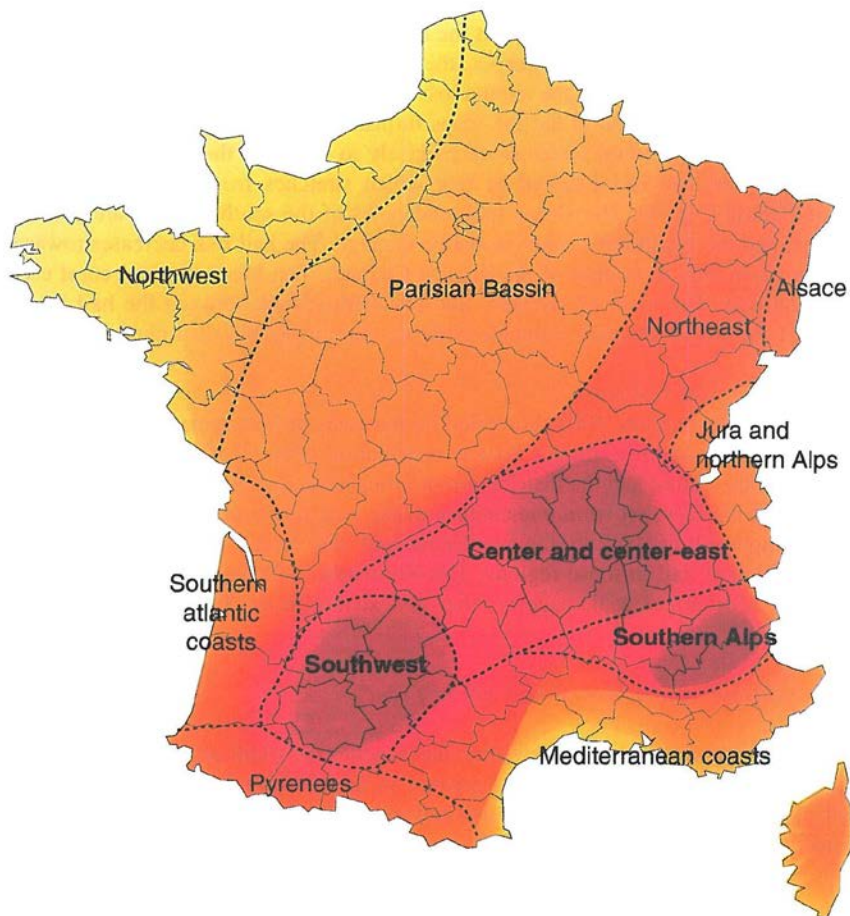 Northwest
Parisian Bassin
Alsace
Northeast
Jura and
northern Alps
Center and center-east
Southern
atlantic
coasts
Southern Alps
Southwest
Mediterranean coasts
Pyrenees